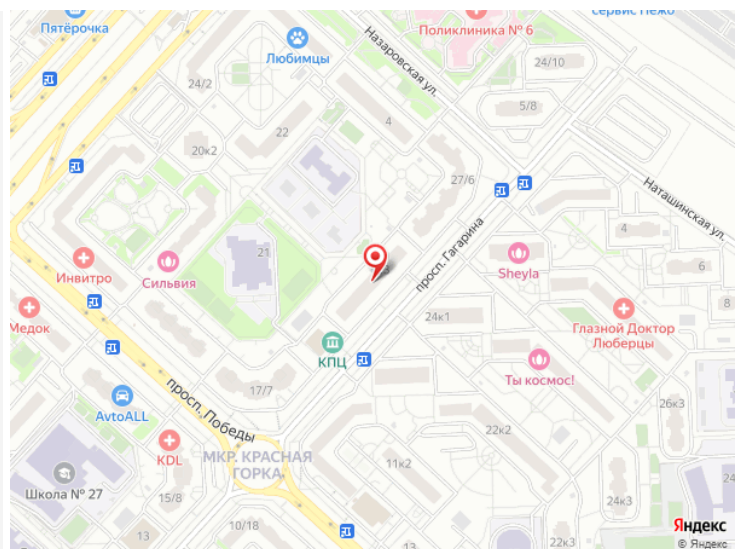 сервис Пежо
Пятёрочка
Поликлиника № 6
Назаровская ул.
Любимцы
24/10
24/2
5/8
22
4
20к2
27/6
Наташинская ул.
просп. Гагарина
4
21
Инвитро
Сильвия
Sheyla
6
8
Медок
24к1
Глазной Доктор
Люберцы
КПЦ
17/7
Ты космос!
просп. Победы
AvtoALL
26к3
22к2
KDL
МКР. КРАСНАЯ
ГОРКА
11к2
Школа № 27
15/8
24к3
10/18
13
22к3
13
Яндекс
© Яндекс